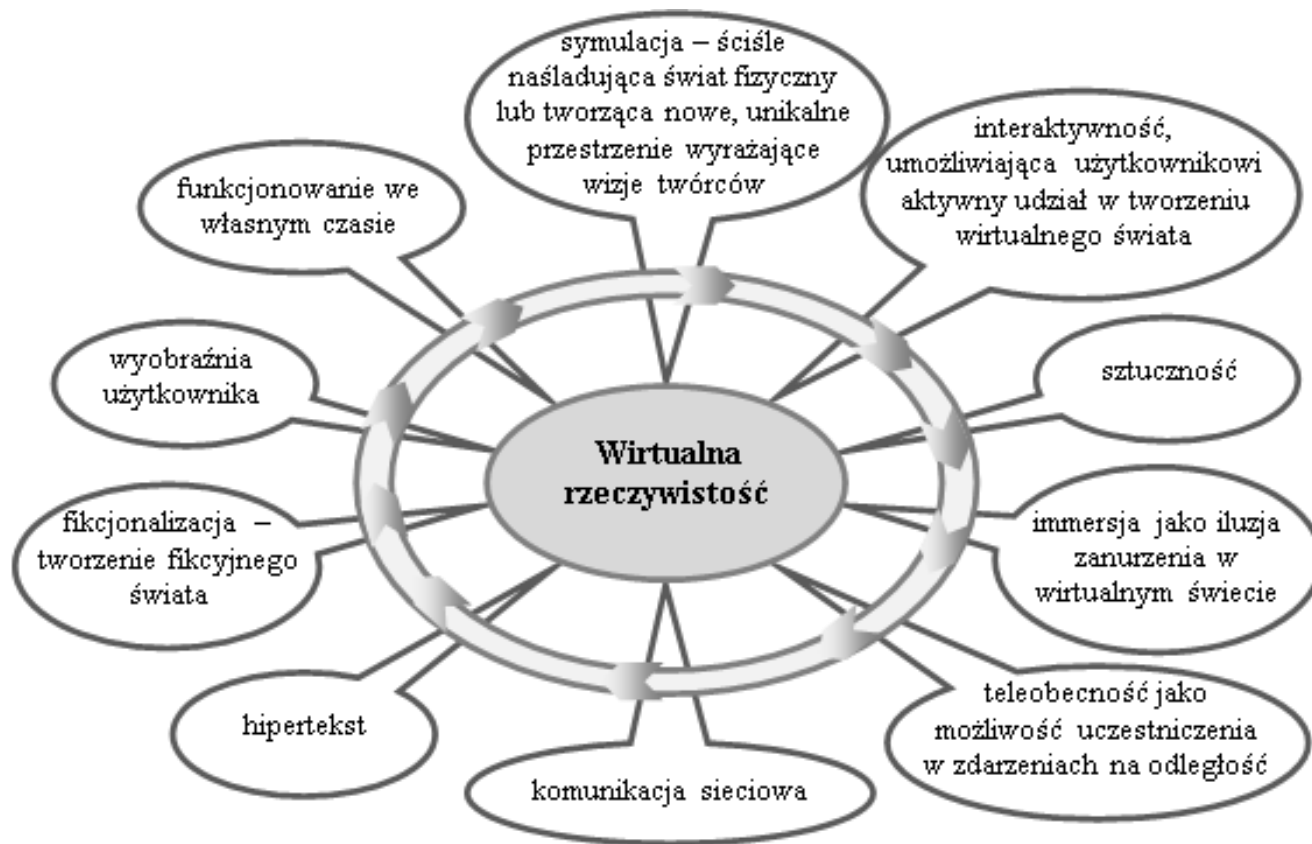 symulacja – ściśle
naśladująca świat fizyczny
lub tworząca nowe, unikalne
przestrzenie wyrażające
wizje twórców
interaktywność,
umożliwiająca użytkownikowi
aktywny udział w tworzeniu
wirtualnego świata
sztuczność
immersja jako iluzja
zanurzenia w
wirtualnym świecie
teleobecność jako
możliwość uczestniczenia
w zdarzeniach na odległość
komunikacja sieciowa
hipertekst
fikcjonalizacja –
tworzenie fikcyjnego
świata
wyobraźnia
użytkownika
funkcjonowanie we
własnym czasie
Wirtualna
rzeczywistość